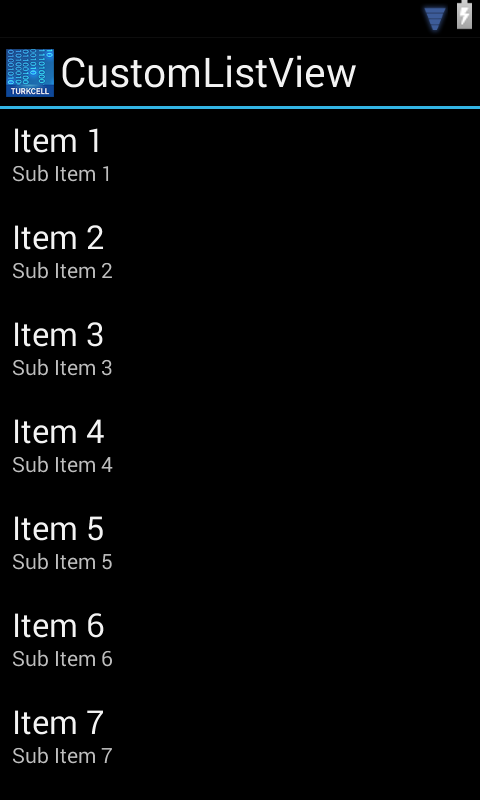 TURKCELL
CustomListView
Item 1
Sub Item 1
Item 2
Sub Item 2
Item 3
Sub Item 3
Item 4
Sub Item 4
Item 5
Sub Item 5
Item 6
Sub Item 6
Item 7
Sub Item 7